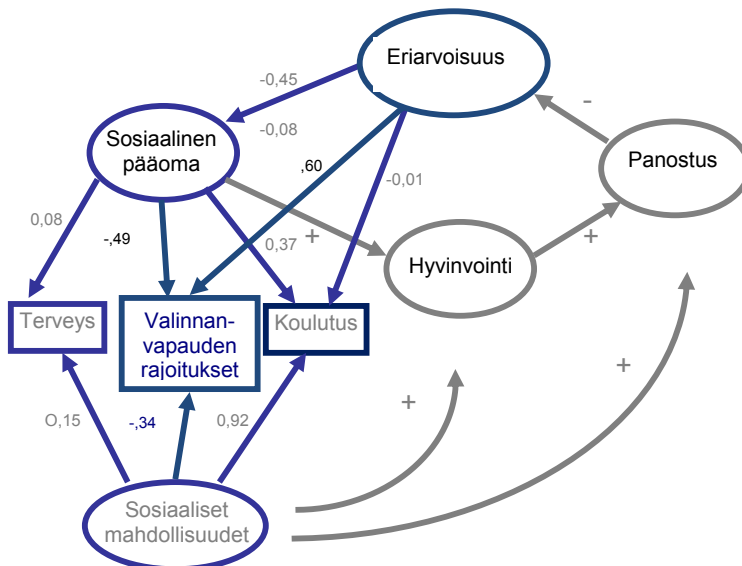 Eriarvoisuus
-
-0,45
Sosiaalinen
pääoma
-0,08
,60
-0,01
Panostus
0,08
-,49
0,37
+
Hyvinvointi
+
Terveys
Valinnan-
vapauden
rajoitukset
Koulutus
+
+
O,15
-,34
0,92
Sosiaaliset
mahdollisuudet